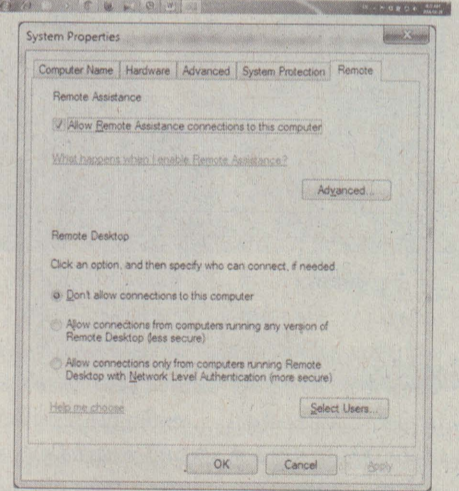 System Properties
Computer Name Hardware Advanced System Protection Remote
Remote Assistance
Allow Remote Assistance connections to this computer
What happens when I enable Remote Assistance?
Advanced...
Remote Desktop
Click an option, and then specify who can connect, if needed.
Don't allow connections to this computer
Allow connections from computers running any version of
Remote Desktop (less secure)
Allow connections only from computers running Remote
Desktop with Network Level Authentication (more secure)
Help me choose
Select Users...
OK Cancel Apply